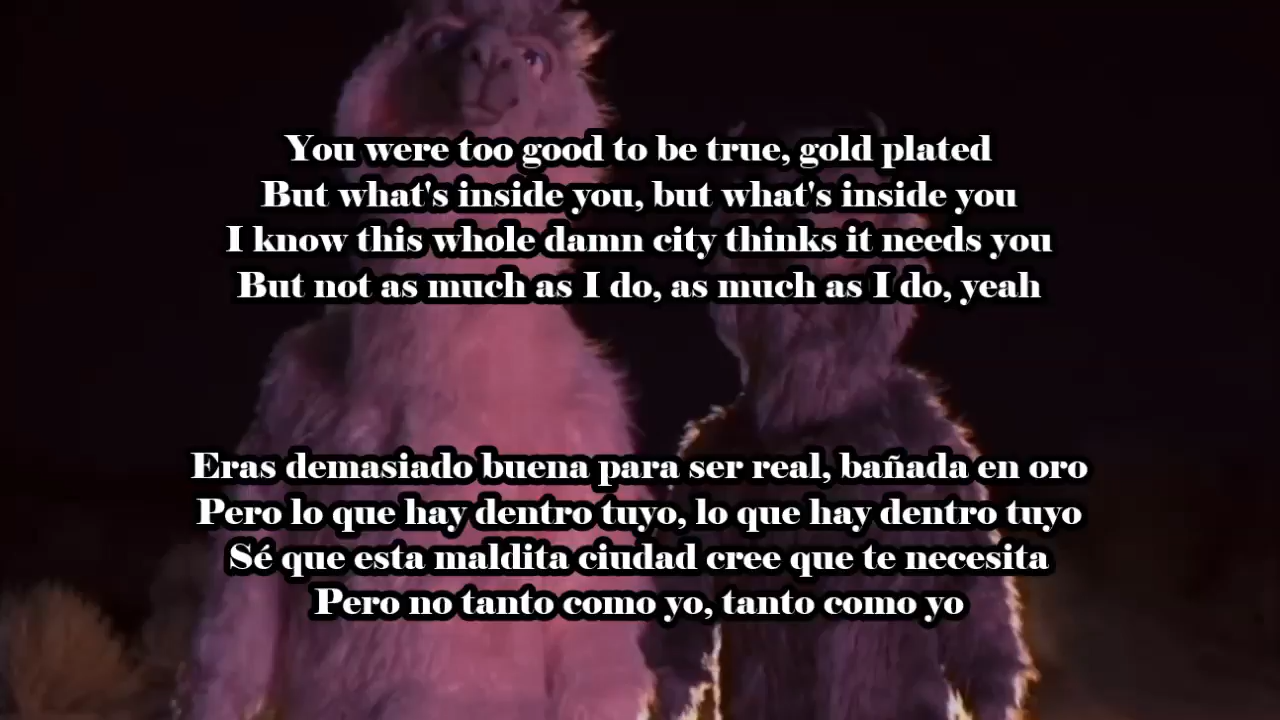 You were too good to be true, gold plated
But what's inside you, but what's inside you
I know this whole damn city thinks it needs you
But not as much as I do, as much as I do, yeah
Eras demasiado buena para ser real, bañada en oro
Pero lo que hay dentro tuyo, lo que hay dentro tuyo
Sé que esta maldita ciudad cree que te necesita
Pero no tanto como yo, tanto como yo